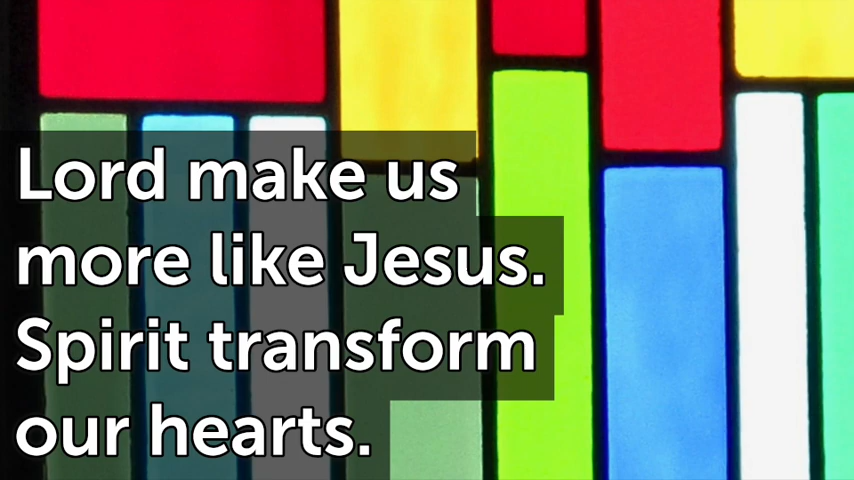 Lord make us
more like Jesus.
Spirit transform
our hearts.